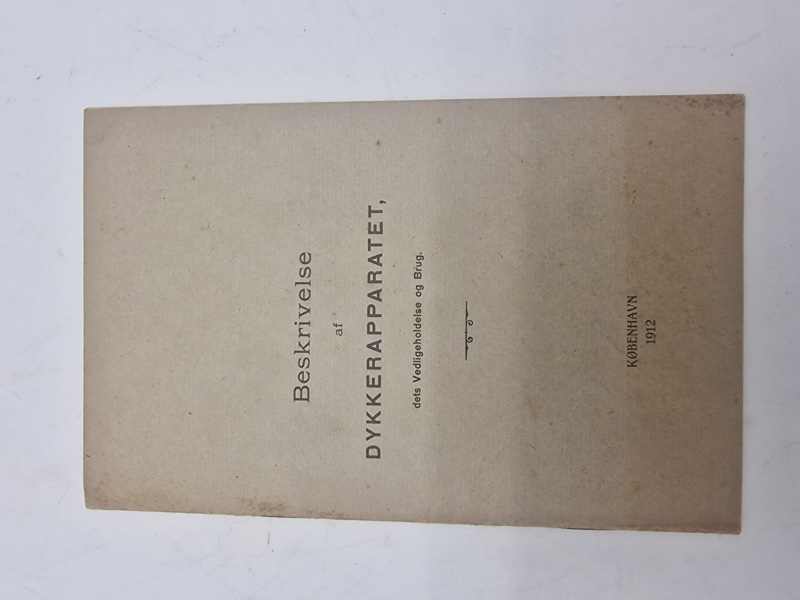 Beskrivelse
af
DYKKERAPPARATET,
dets Vedligeholdelse og Brug.
KØBENHAVN
1912